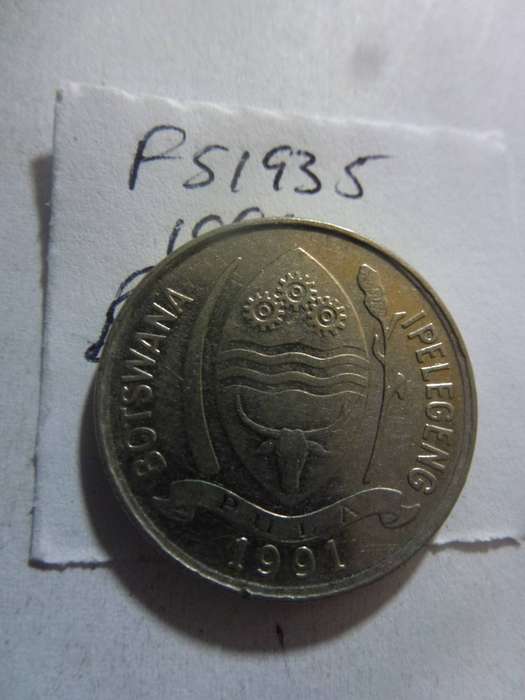 PS1935
BOTSWANA
IPELEGENG
PULA
1991